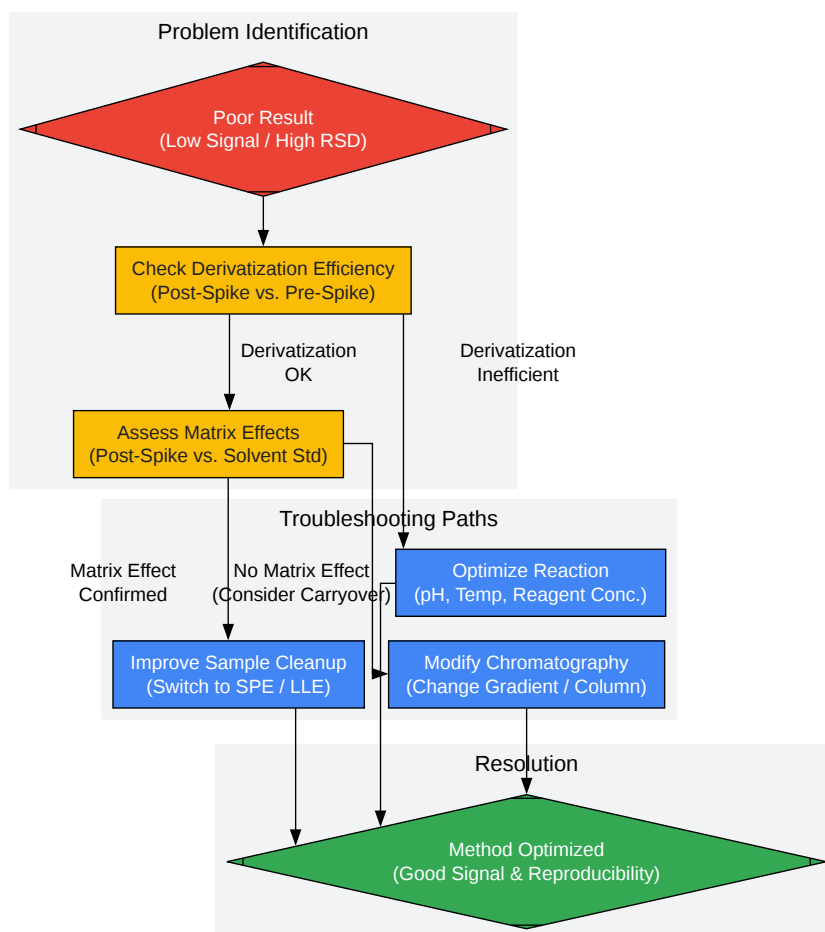 Problem Identification
Poor Result
(Low Signal / High RSD)
Check Derivatization Efficiency
(Post-Spike vs. Pre-Spike)
Derivatization
OK
Derivatization
Inefficient
Assess Matrix Effects
(Post-Spike vs. Solvent Std)
Troubleshooting Paths
Matrix Effect
Confirmed
No Matrix Effect
(Consider Carryover)
Optimize Reaction
(pH, Temp, Reagent Conc.)
Improve Sample Cleanup
(Switch to SPE / LLE)
Modify Chromatography
(Change Gradient / Column)
Resolution
Method Optimized
(Good Signal & Reproducibility)